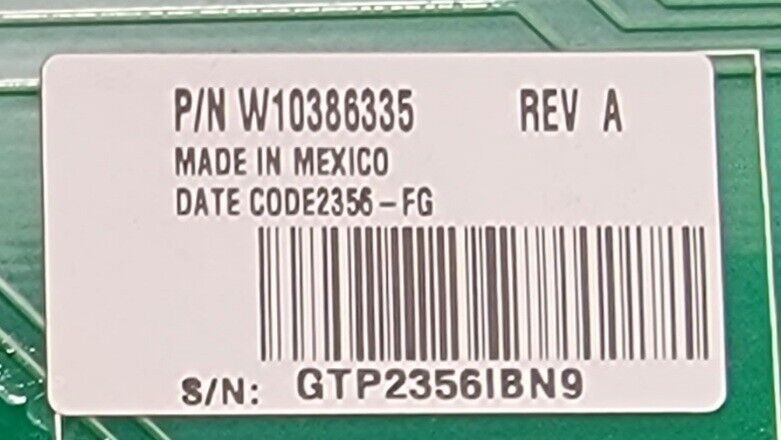 P/N W10386335 REV A
MADE IN MEXICO
DATE CODE2356-FG
S/N: GTP2356IBN9